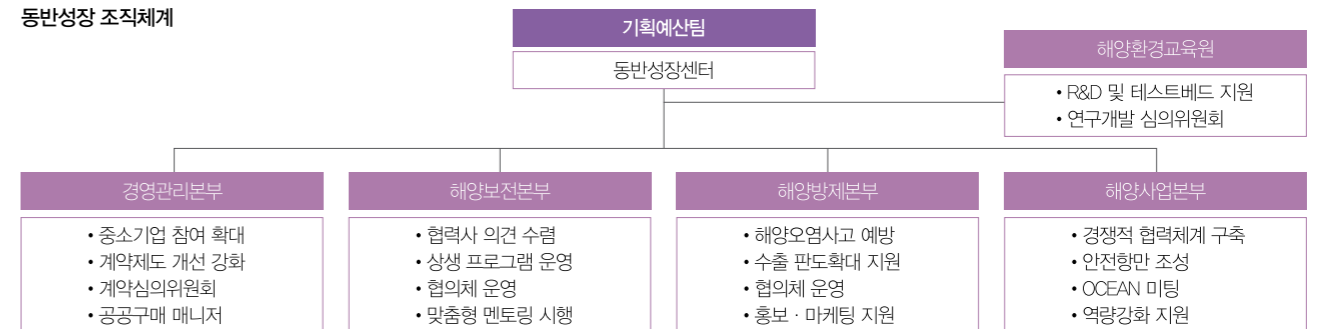 동반성장 조직체계
기획예산팀
동반성장센터
해양환경교육원
• R&D 및 테스트베드 지원
• 연구개발 심의위원회
경영관리본부
• 중소기업 참여 확대
• 계약제도 개선 강화
• 계약심의위원회
• 공공구매 매니저
해양보전본부
• 협력사 의견 수렴
• 상생 프로그램 운영
• 협의체 운영
• 맞춤형 멘토링 시행
해양방제본부
• 해양오염사고 예방
• 수출 판도확대 지원
• 협의체 운영
• 홍보 · 마케팅 지원
해양사업본부
• 경쟁적 협력체계 구축
• 안전항만 조성
• OCEAN 미팅
• 역량강화 지원